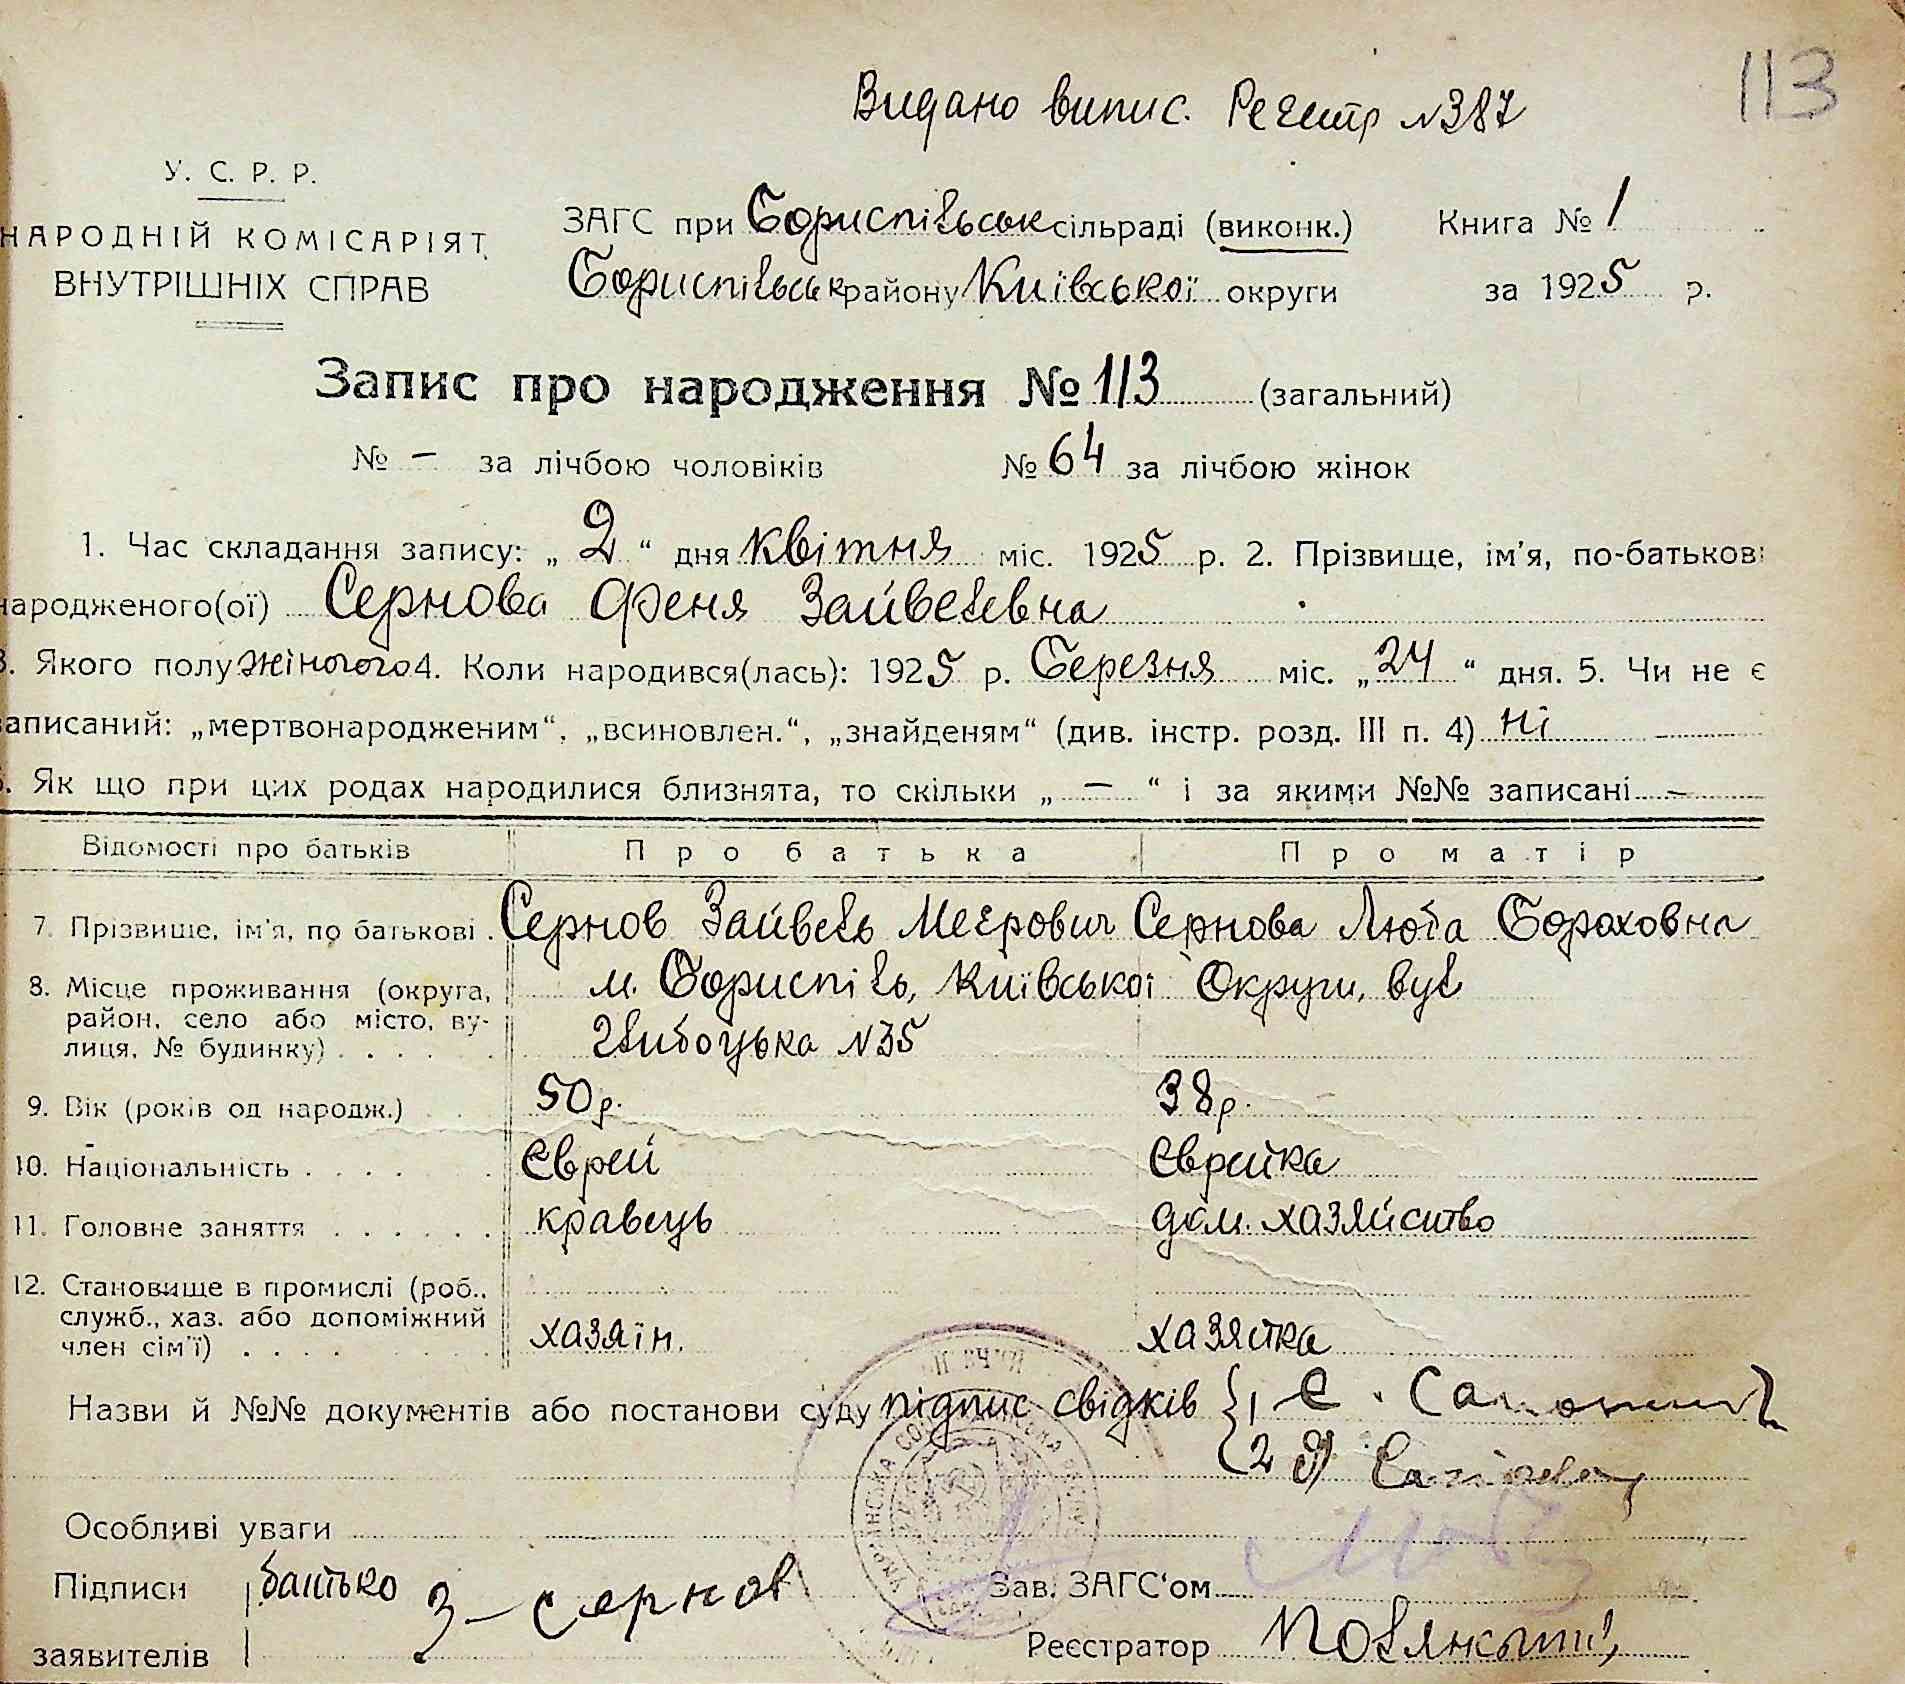 113
Видано випис. Реєстр №387
У. С. Р. Р.
НАРОДНІЙ КОМІСАРІЯТ
ВНУТРІШНІХ СПРАВ
ЗАГС при Бориспільськ сільраді (виконк.) Книга № 1
Бориспільськ району Київської округи за 1925 р.
Запис про народження № 113 (загальний)
№ — за лічбою чоловіків № 64 за лічбою жінок
1. Час складання запису: „ 2 “ дня квітня міс. 1925 р. 2. Прізвище, ім'я, по-батькові
народженого(ої) Сернова Феня Зайвелевна
3. Якого полу жіночого 4. Коли народився(лась): 1925 р. Березня міс. „ 24 “ дня. 5. Чи не є
записаний: „мертвонародженим“, „всиновлен.“, „знайденям“ (див. інстр. розд. III п. 4) ні
6. Як що при цих родах народилися близнята, то скільки „ — “ і за якими №№ записані —
Відомості про батьків Про батька Про матір
7. Прізвище, ім'я, по батькові . Сернов Зайвель Меєрович Сернова Люба Бороховна
8. Місце проживання (округа, район, село або місто, вулиця, № будинку) . . . . м. Бориспіль, Київської Округи, вул
Глибоцька №35
9. Вік (років од народж.) . . 50 р. 38 р.
10. Національність . . . . . Єврей Єврейка
11. Головне заняття . . . . . . кравець дом. хазяйство
12. Становище в промислі (роб.,
служб., хаз. або допоміжний
член сім'ї) . . . . хазяїн. хазяйка
Назви й №№ документів або постанови суду підпис свідків { 1 Є.
2
Особливі уваги
Підписи батько З-Сернов Зав. ЗАГС'ом
заявителів Реєстратор Полянський